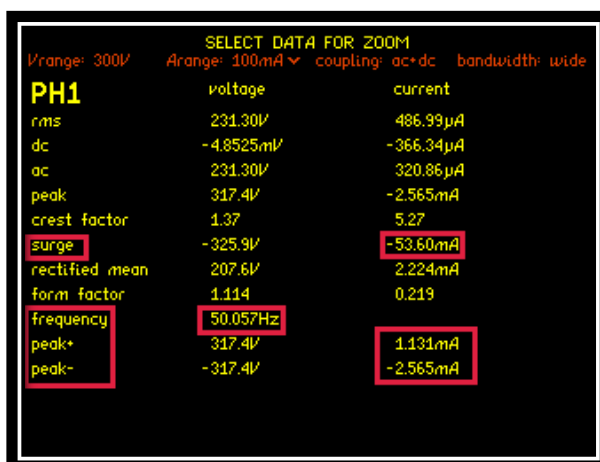 SELECT DATA FOR ZOOM
Vrange: 300V Arange: 100mA coupling: ac+dc bandwidth: wide
PH1 voltage current
rms 231.30V 486.99µA
dc -4.8525mV -366.34µA
ac 231.30V 320.86µA
peak 317.4V -2.565mA
crest factor 1.37 5.27
surge -325.9V -53.60mA
rectified mean 207.6V 2.224mA
form factor 1.114 0.219
frequency 50.057Hz
peak+ 317.4V 1.131mA
peak- -317.4V -2.565mA